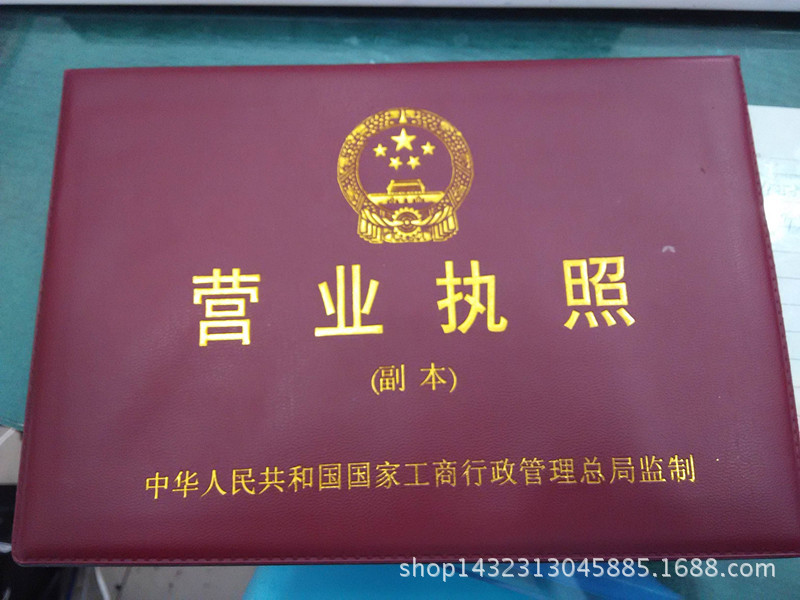 营业执照
(副本)
中华人民共和国国家工商行政管理总局监制
shop1432313045885.1688.com